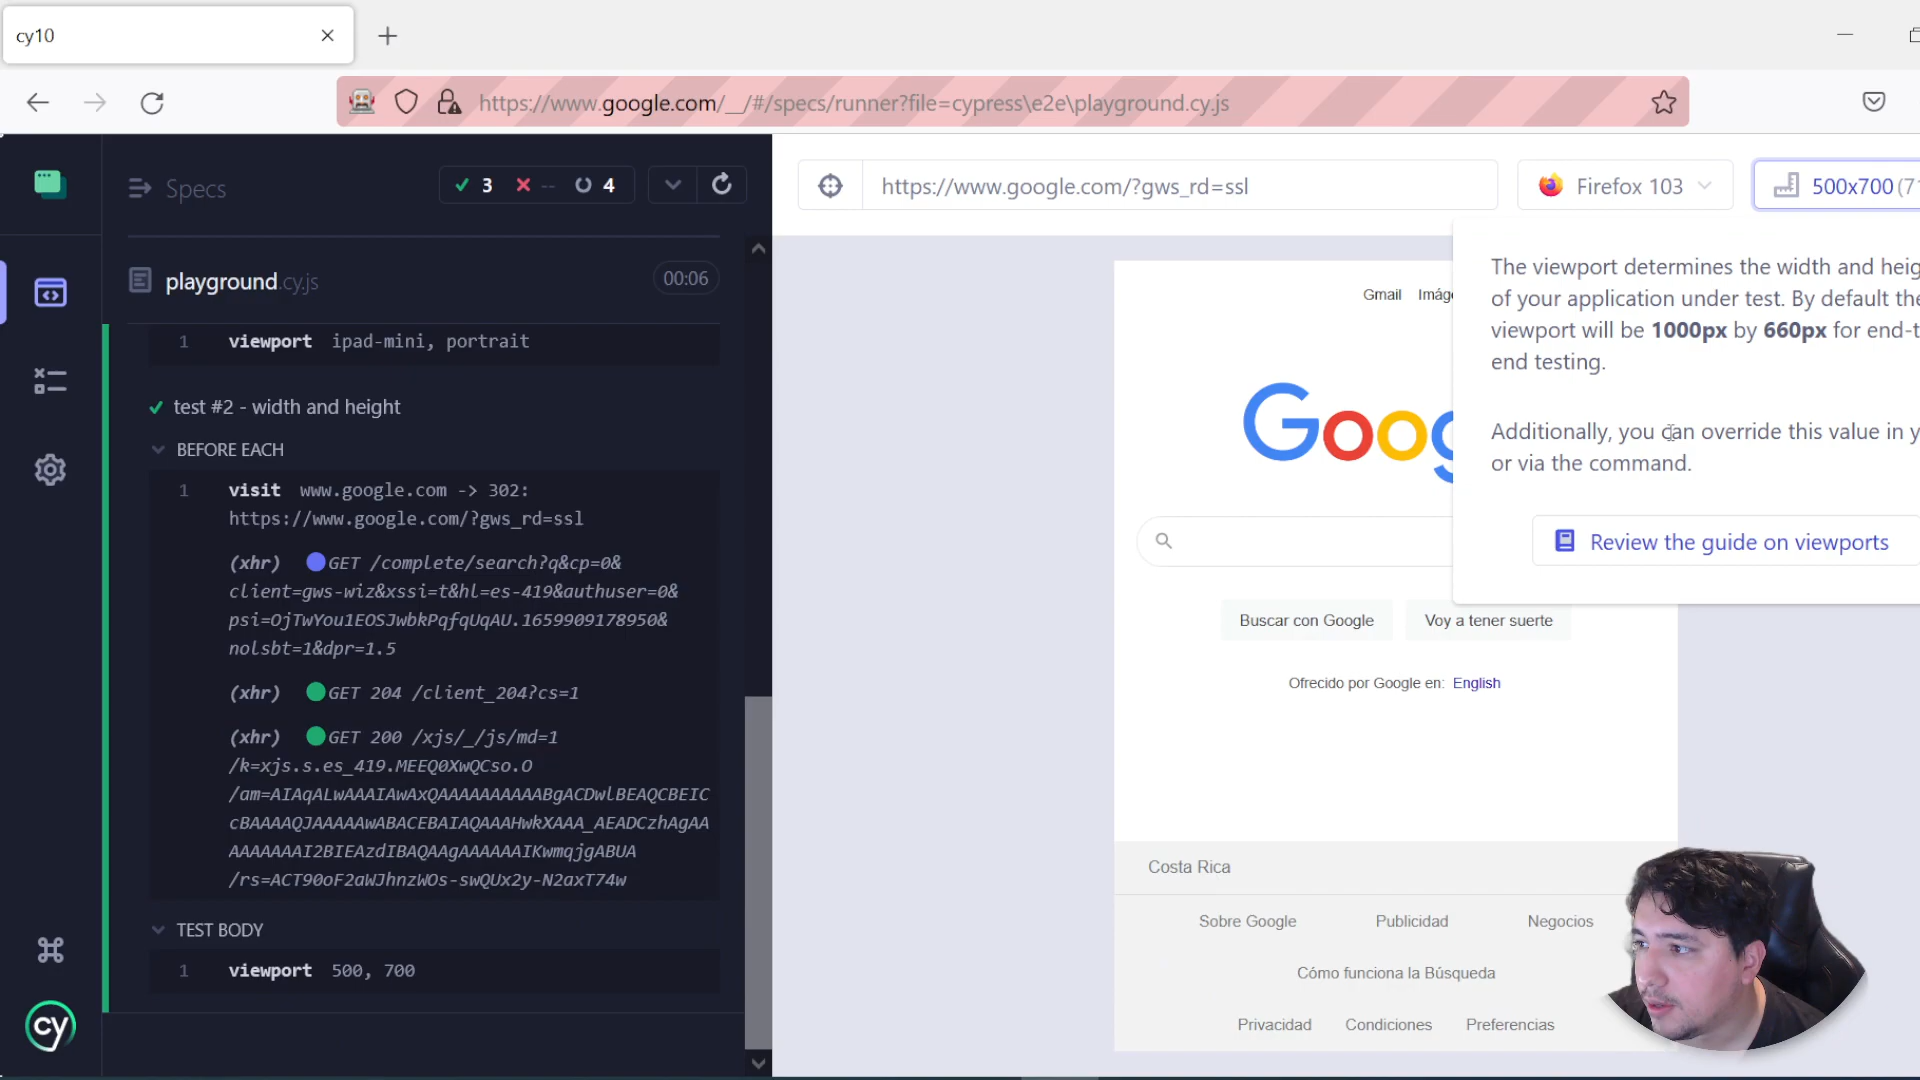 cy10
https://www.google.com/__/#/specs/runner?file=cypress\e2e\playground.cy.js
Specs
3 -- 4
https://www.google.com/?gws_rd=ssl
Firefox 103
500x700 (71
playground.cy.js
00:06
1 viewport ipad-mini, portrait
test #2 - width and height
BEFORE EACH
1 visit www.google.com -> 302:
https://www.google.com/?gws_rd=ssl
(xhr) GET /complete/search?q&cp=0&
client=gws-wiz&xssi=t&hl=es-419&authuser=0&
psi=OjTwYou1EOSJwbkPqfqUqAU.1659909178950&
nolsbt=1&dpr=1.5
(xhr) GET 204 /client_204?cs=1
(xhr) GET 200 /xjs/_/js/md=1
/k=xjs.s.es_419.MEEQ0XwQCso.O
/am=AIAqALwAAAIAwAxQAAAAAAAAAABgACDwlBEAQCBEIC
cBAAAAQJAAAAAwABACEBAIAQAAAHwkXAAA_AEADCzhAgAA
AAAAAAAI2BIEAzdIBAQAAgAAAAAAIKwmqjgABUA
/rs=ACT90oF2aWJhnzWOs-swQUx2y-N2axT74w
TEST BODY
1 viewport 500, 700
cy
Gmail Imáge
Goog
Buscar con Google Voy a tener suerte
Ofrecido por Google en: English
Costa Rica
Sobre Google Publicidad Negocios
Cómo funciona la Búsqueda
Privacidad Condiciones Preferencias
The viewport determines the width and heig
of your application under test. By default the
viewport will be 1000px by 660px for end-t
end testing.
Additionally, you can override this value in y
or via the command.
Review the guide on viewports